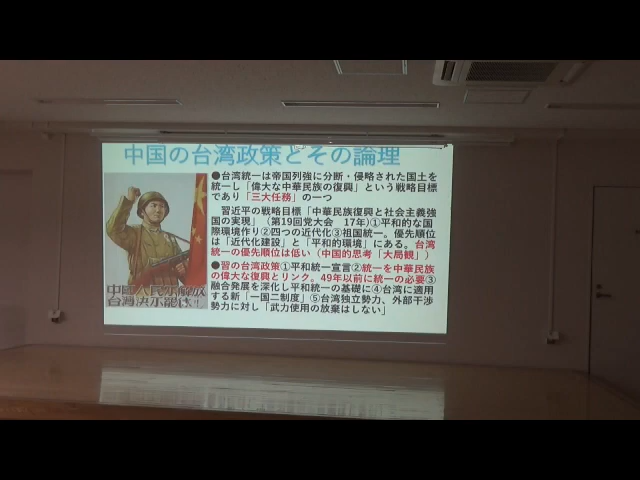 中国の台湾政策とその論理
●台湾統一は帝国列強に分断・侵略された国土を
統一し「偉大な中華民族の復興」という戦略目標
であり「三大任務」の一つ
習近平の戦略目標「中華民族復興と社会主義強
国の実現」（第19回党大会　17年)①平和的な国
際環境作り②四つの近代化③祖国統一。優先順位
は「近代化建設」と「平和的環境」にある。台湾
統一の優先順位は低い（中国的思考「大局観」）
●習の台湾政策①平和統一宣言②統一を中華民族
の偉大な復興とリンク。49年以前に統一の必要③
融合発展を深化し平和統一の基礎に④台湾に適用
する新「一国二制度」⑤台湾独立勢力、外部干渉
勢力に対し「武力使用の放棄はしない」
中國人民
台灣決不能